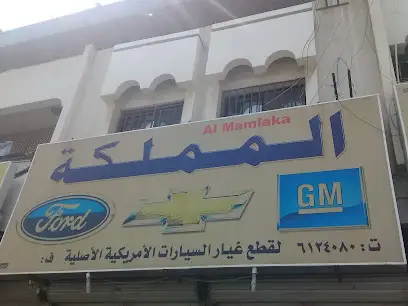 Al Mamlaka
المملكة
Ford
GM
لقطع غيار السيارات الأمريكية الأصلية ت : ٦١٢٤٠٨٠ ف :